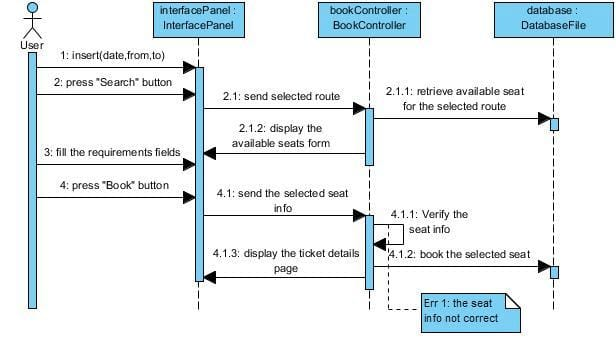 interfacePanel :
InterfacePanel
bookController :
BookController
database :
DatabaseFile
User
1: insert(date,from,to)
2: press "Search" button
2.1: send selected route
2.1.1: retrieve available seat
for the selected route
2.1.2: display the
available seats form
3: fill the requirements fields
4: press "Book" button
4.1: send the selected seat
info
4.1.1: Verify the
seat info
4.1.2: book the selected seat
4.1.3: display the ticket details
page
Err 1: the seat
info not correct